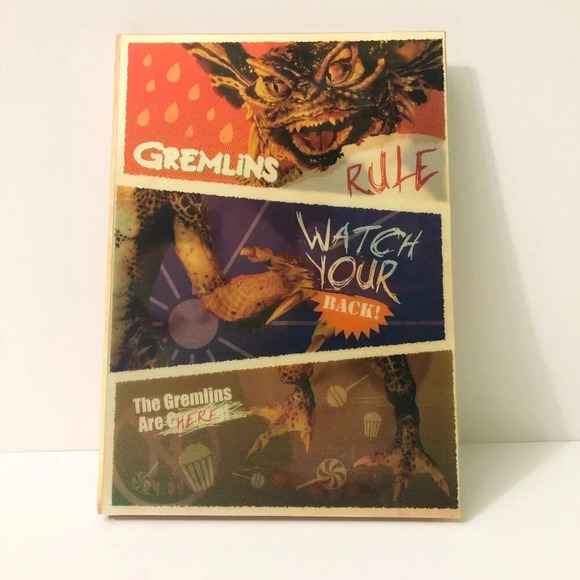 GREMLiNS
RULE
WATCH
YOUR
BACK!
The Gremlins
Are HERE